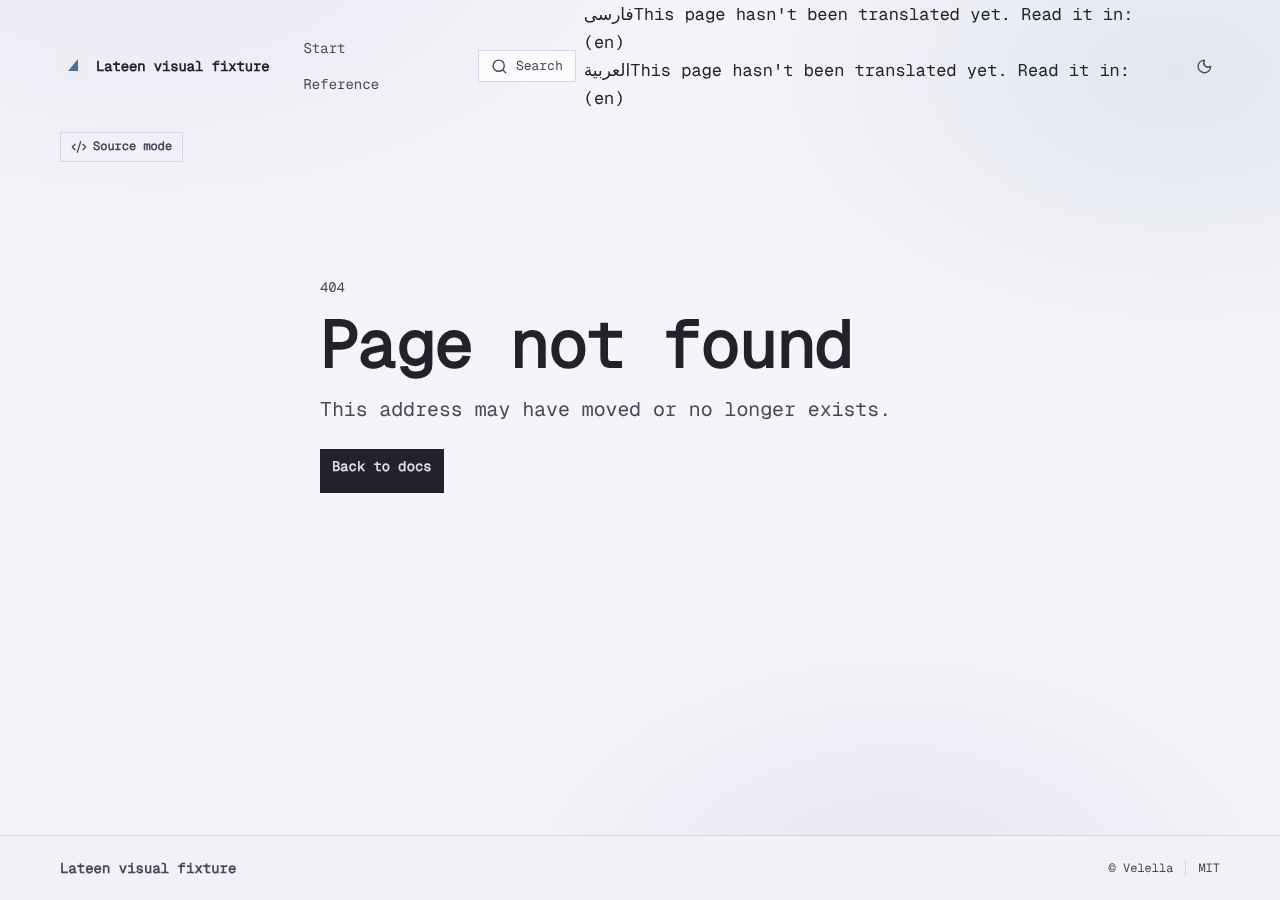 Lateen visual fixture
Start
Reference
Search
فارسیThis page hasn't been translated yet. Read it in:
(en)
العربيةThis page hasn't been translated yet. Read it in:
(en)
Source mode
404
Page not found
This address may have moved or no longer exists.
Back to docs
Lateen visual fixture
© Velella
MIT